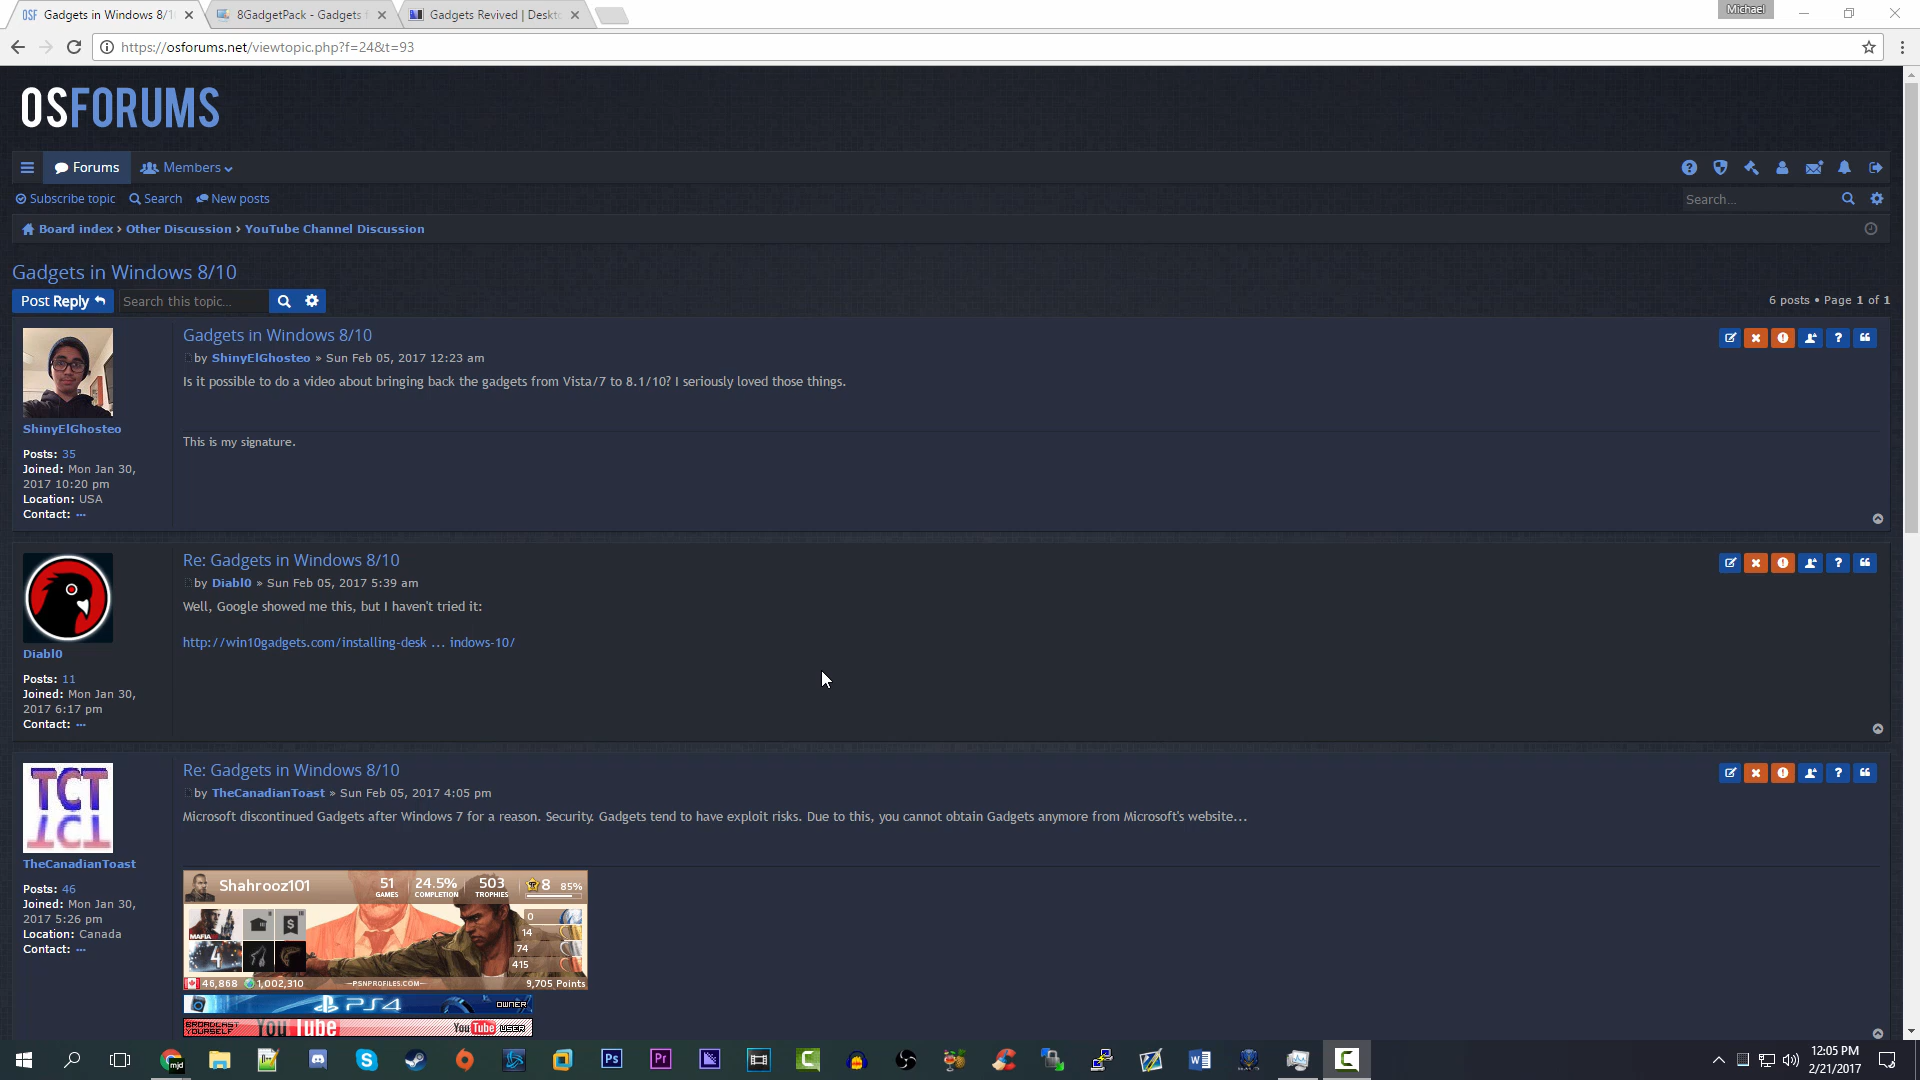 Gadgets in Windows 8/1
8GadgetPack - Gadgets f
Gadgets Revived | Deskto
Michael
https://osforums.net/viewtopic.php?f=24&t=93
OSFORUMS
Forums
Members
Subscribe topic
Search
New posts
Search…
Board index › Other Discussion › YouTube Channel Discussion
Gadgets in Windows 8/10
Post Reply
Search this topic…
6 posts • Page 1 of 1
Gadgets in Windows 8/10
by ShinyElGhosteo » Sun Feb 05, 2017 12:23 am
Is it possible to do a video about bringing back the gadgets from Vista/7 to 8.1/10? I seriously loved those things.
This is my signature.
ShinyElGhosteo
Posts: 35
Joined: Mon Jan 30,
2017 10:20 pm
Location: USA
Contact:
Re: Gadgets in Windows 8/10
by Diabl0 » Sun Feb 05, 2017 5:39 am
Well, Google showed me this, but I haven't tried it:
http://win10gadgets.com/installing-desk ... indows-10/
Diabl0
Posts: 11
Joined: Mon Jan 30,
2017 6:17 pm
Contact:
TCT
Re: Gadgets in Windows 8/10
by TheCanadianToast » Sun Feb 05, 2017 4:05 pm
Microsoft discontinued Gadgets after Windows 7 for a reason. Security. Gadgets tend to have exploit risks. Due to this, you cannot obtain Gadgets anymore from Microsoft's website...
TheCanadianToast
Posts: 46
Joined: Mon Jan 30,
2017 5:26 pm
Location: Canada
Contact:
Shahrooz101
51 GAMES
24.5% COMPLETION
503 TROPHIES
8 85%
MAFIA
4
0
14
74
415
46,868 1,002,310
PSNPROFILES.COM
9,705 Points
PS4
OWNER
BROADCAST YOURSELF
YouTube
YouTube USER
mjd
Ps
Pr
12:05 PM
2/21/2017